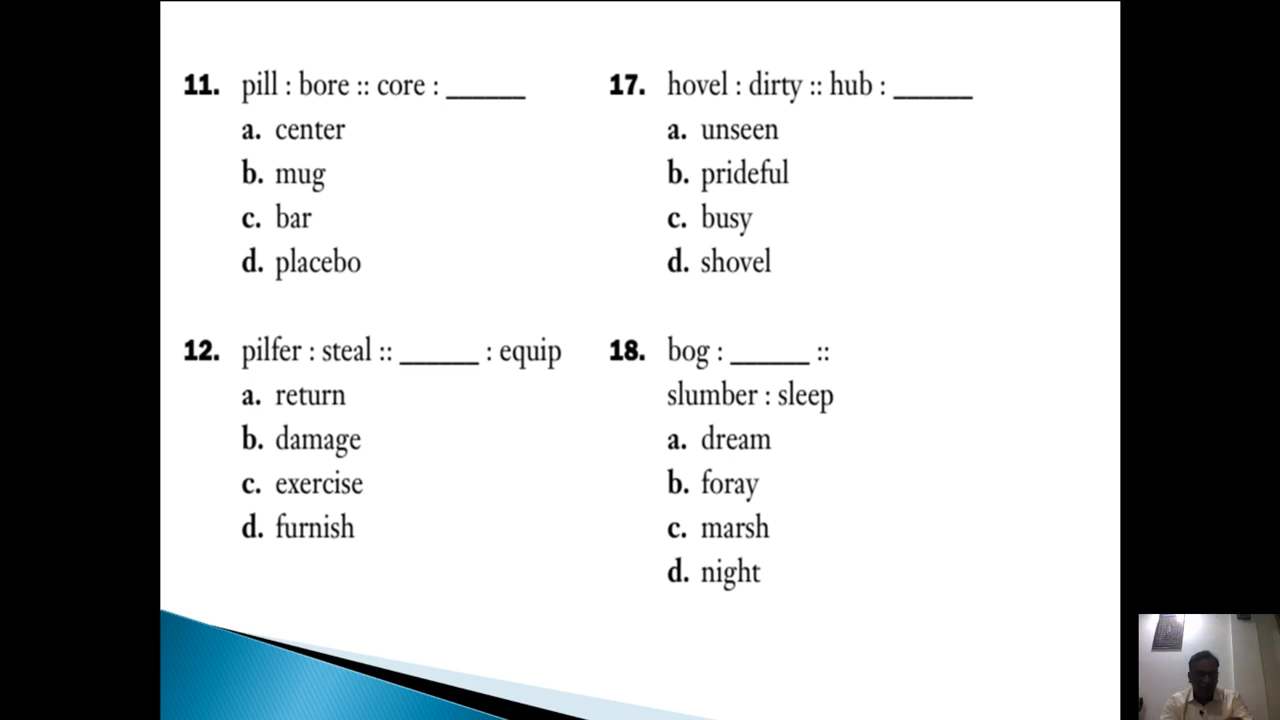 11. pill : bore :: core : ______
a. center
b. mug
c. bar
d. placebo
12. pilfer : steal :: ______ : equip
a. return
b. damage
c. exercise
d. furnish
17. hovel : dirty :: hub : ______
a. unseen
b. prideful
c. busy
d. shovel
18. bog : ______ ::
slumber : sleep
a. dream
b. foray
c. marsh
d. night